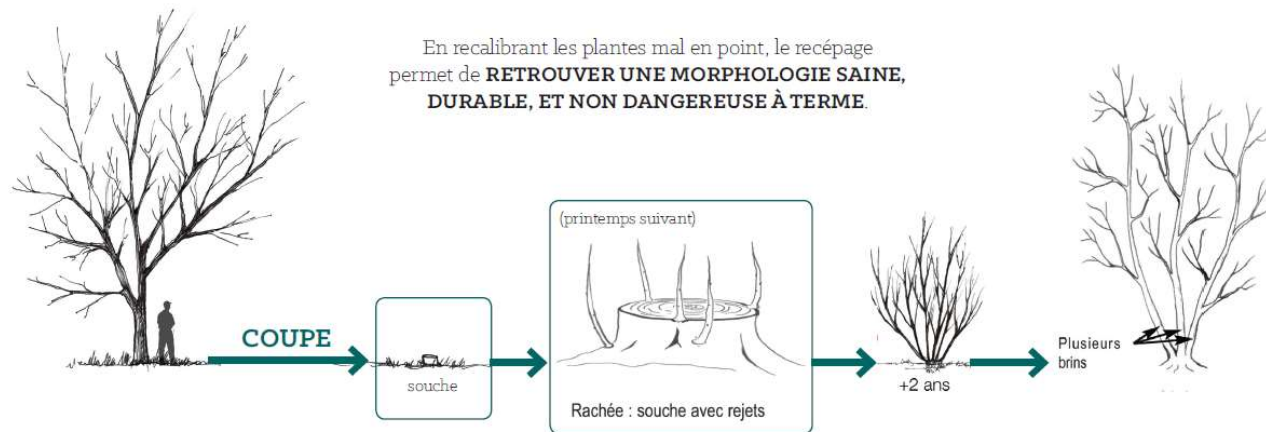 En recalibrant les plantes mal en point, le recépage
permet de RETROUVER UNE MORPHOLOGIE SAINE,
DURABLE, ET NON DANGEREUSE À TERME.
COUPE
souche
(printemps suivant)
Rachée : souche avec rejets
+2 ans
Plusieurs
brins